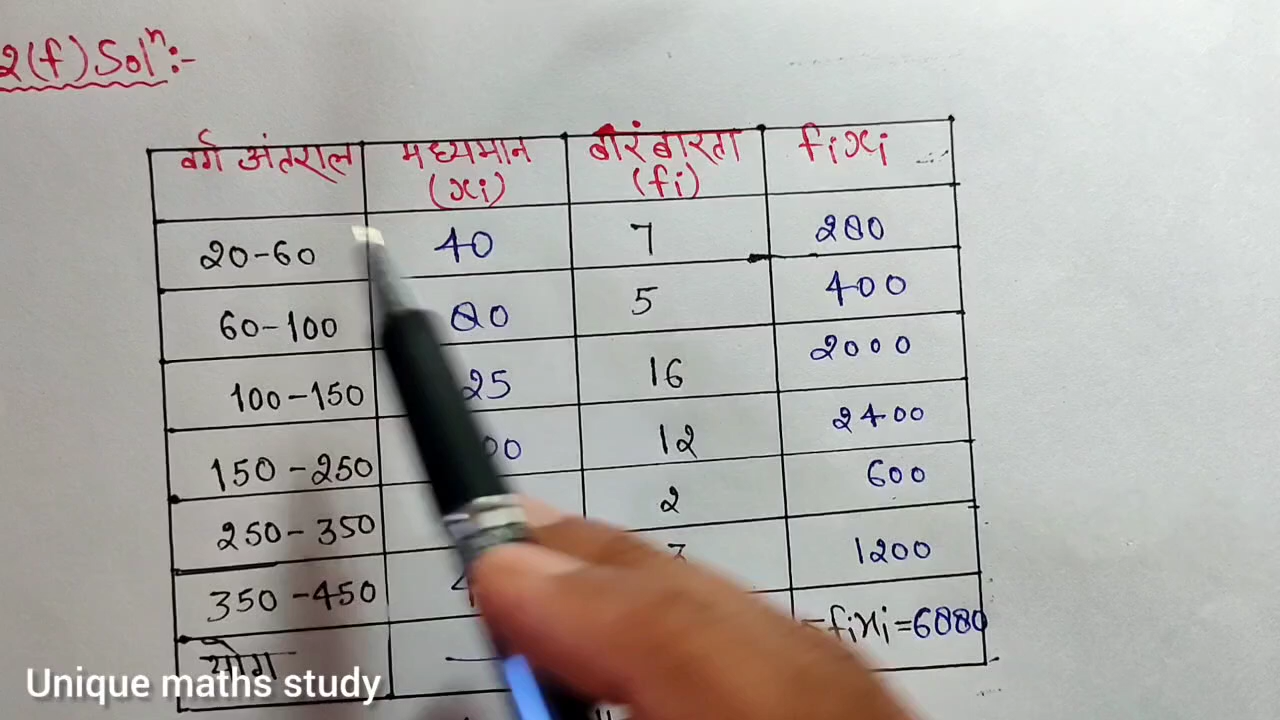 2(f) Solⁿ:-
वर्ग अंतराल मध्यमान (xi) बारंबारता (fi) fixi
20-60 40 7 280
60-100 80 5 400
100-150 25 16 2000
150-250 00 12 2400
250-350 2 600
350-450 1200
योग — fixi=6880
Unique maths study